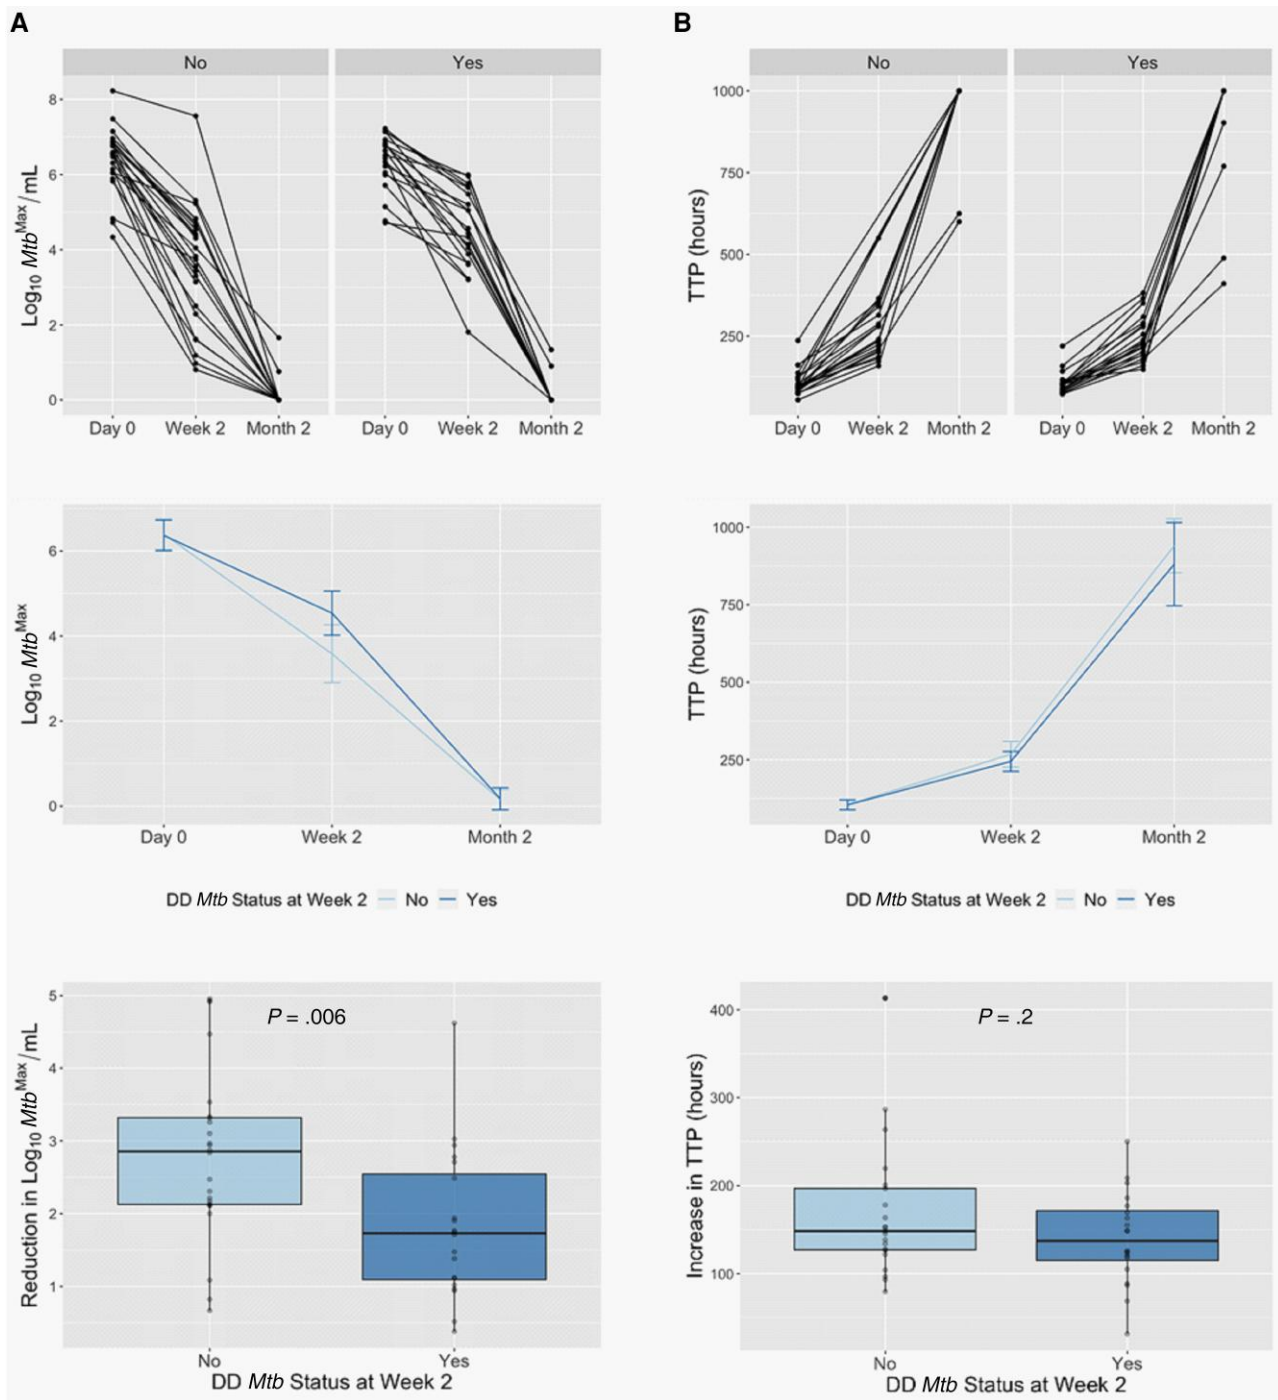 A
No Yes
Log10 Mtb^Max/mL
8
6
4
2
0
Day 0 Week 2 Month 2 Day 0 Week 2 Month 2
B
No Yes
TTP (hours)
1000
750
500
250
Day 0 Week 2 Month 2 Day 0 Week 2 Month 2
Log10 Mtb^Max
6
4
2
0
Day 0 Week 2 Month 2
DD Mtb Status at Week 2 No Yes
TTP (hours)
1000
750
500
250
Day 0 Week 2 Month 2
DD Mtb Status at Week 2 No Yes
Reduction in Log10 Mtb^Max/mL
5
4
3
2
1
P = .006
No Yes
DD Mtb Status at Week 2
Increase in TTP (hours)
400
300
200
100
P = .2
No Yes
DD Mtb Status at Week 2